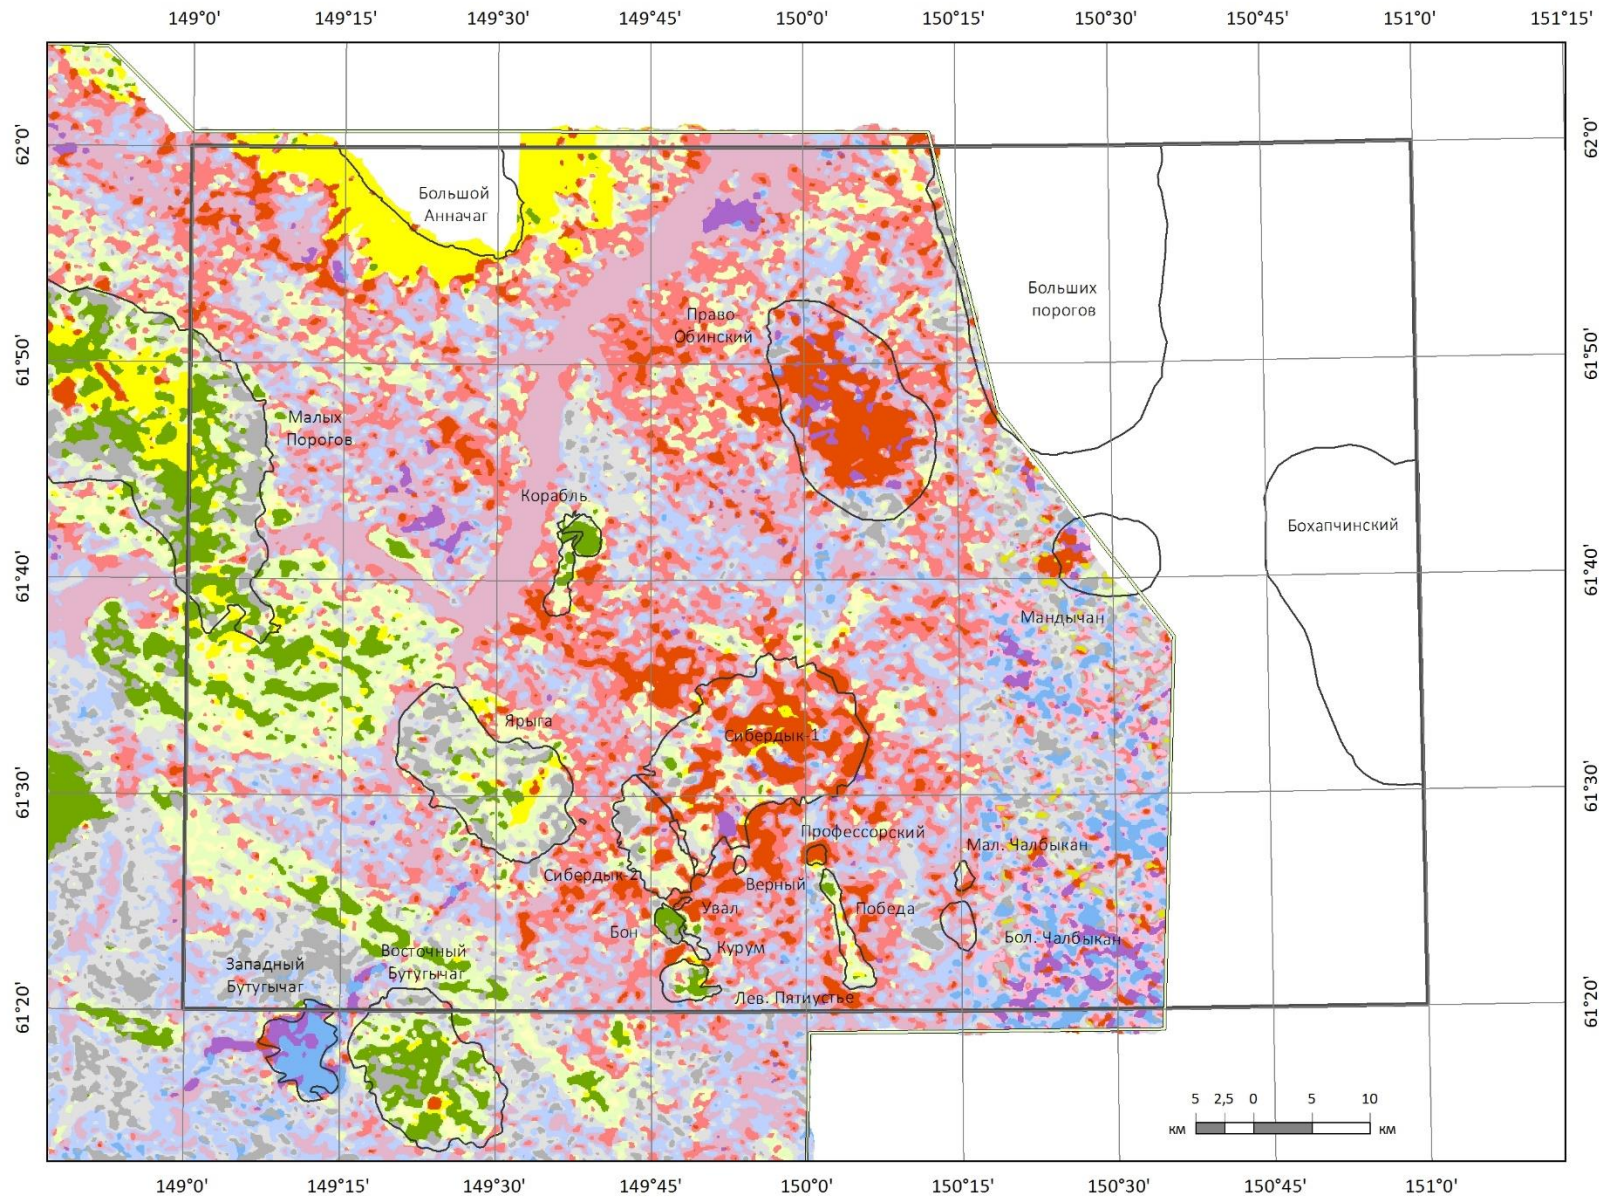 149°0'
149°15'
149°30'
149°45'
150°0'
150°15'
150°30'
150°45'
151°0'
151°15'
62°0'
62°0'
Большой
Анначаг
Больших
порогов
Право
Обинский
61°50'
61°50'
Малых
Порогов
Корабль
Бохапчинский
61°40'
61°40'
Мандычан
Ярыга
Сибердык-1
61°30'
61°30'
Профессорский
Мал. Чалбыкан
Сибердык-2
Верный
Увал
Победа
Бон
Курум
Бол. Чалбыкан
Восточный
Бутугычаг
Западный
Бутугычаг
Лев. Пятиустье
61°20'
61°20'
5 2,5 0 5 10
км км
149°0'
149°15'
149°30'
149°45'
150°0'
150°15'
150°30'
150°45'
151°0'